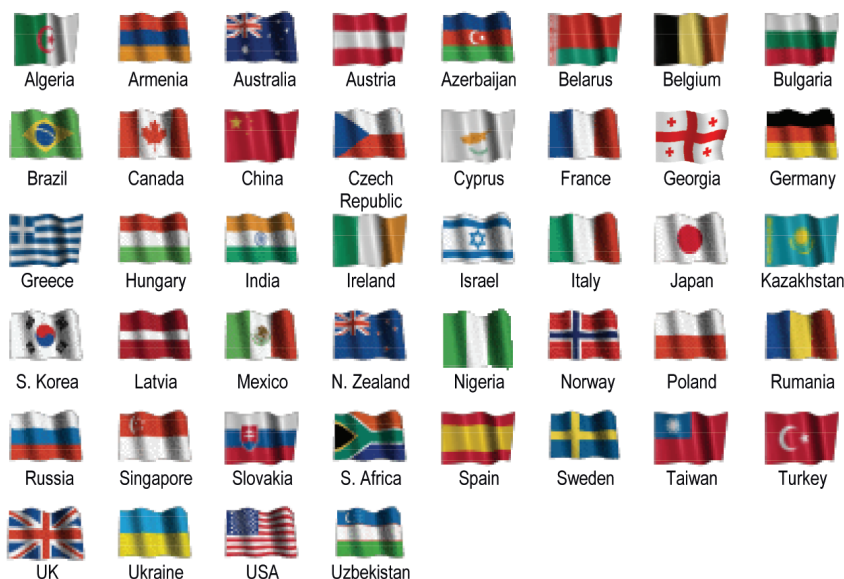 Algeria Armenia Australia Austria Azerbaijan Belarus Belgium Bulgaria
Brazil Canada China Czech Republic Cyprus France Georgia Germany
Greece Hungary India Ireland Israel Italy Japan Kazakhstan
S. Korea Latvia Mexico N. Zealand Nigeria Norway Poland Rumania
Russia Singapore Slovakia S. Africa Spain Sweden Taiwan Turkey
UK Ukraine USA Uzbekistan